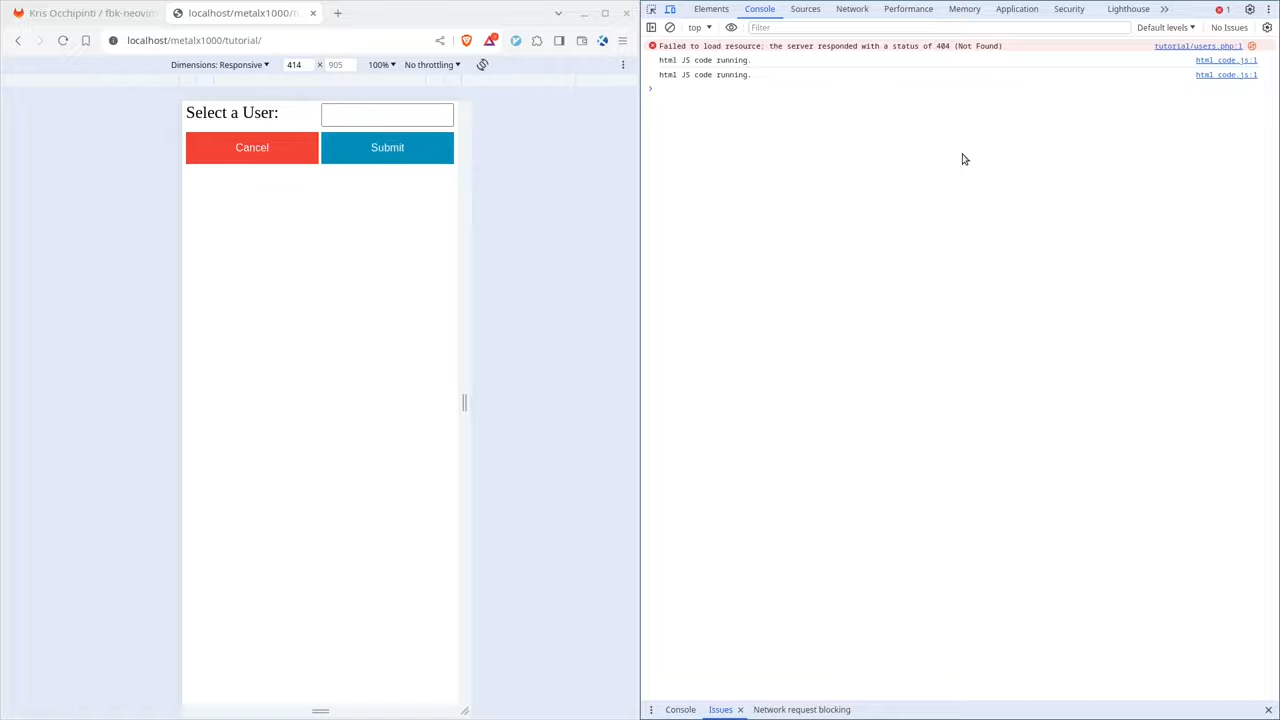 Kris Occhipinti / fbk-neovim
localhost/metalx1000/tu
localhost/metalx1000/tutorial/
Dimensions: Responsive
414 × 905
100%
No throttling
Select a User:
Cancel
Submit
Elements
Console
Sources
Network
Performance
Memory
Application
Security
Lighthouse
1
top
Filter
Default levels
No Issues
Failed to load resource: the server responded with a status of 404 (Not Found)
tutorial/users.php:1
html JS code running.
html_code.js:1
html JS code running.
html_code.js:1
Console
Issues
Network request blocking